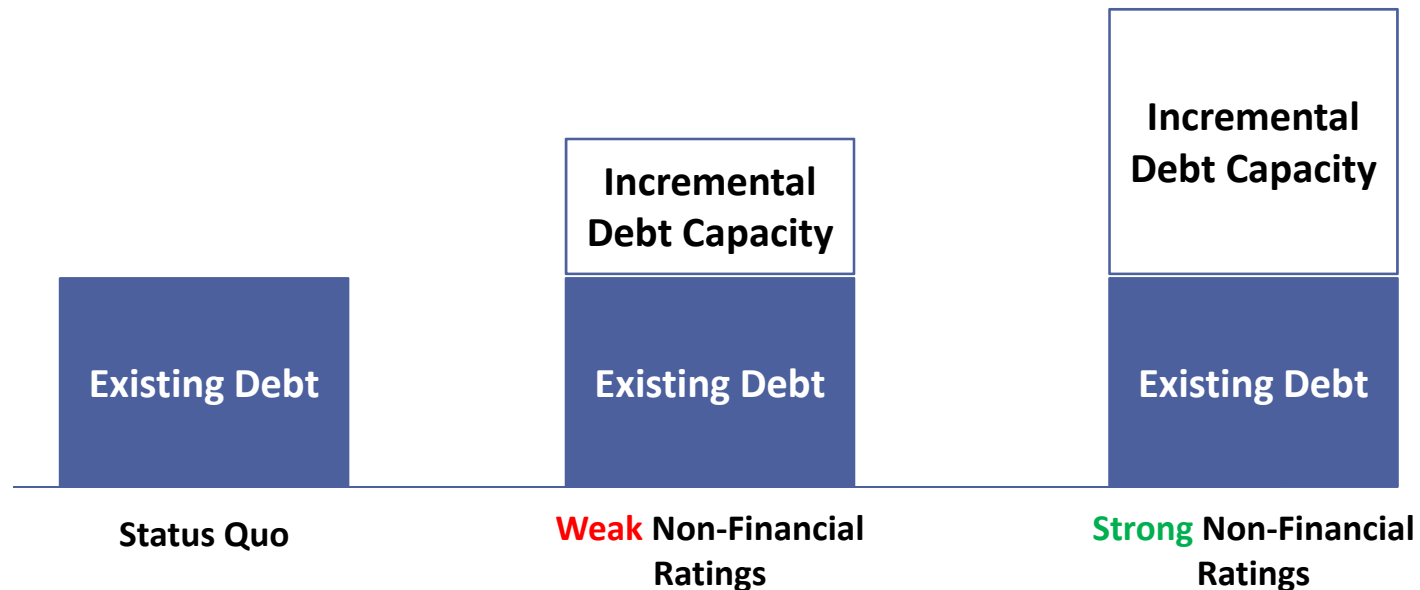 Incremental
Debt Capacity
Incremental
Debt Capacity
Existing Debt
Existing Debt
Existing Debt
Status Quo
Weak Non-Financial
Ratings
Strong Non-Financial
Ratings